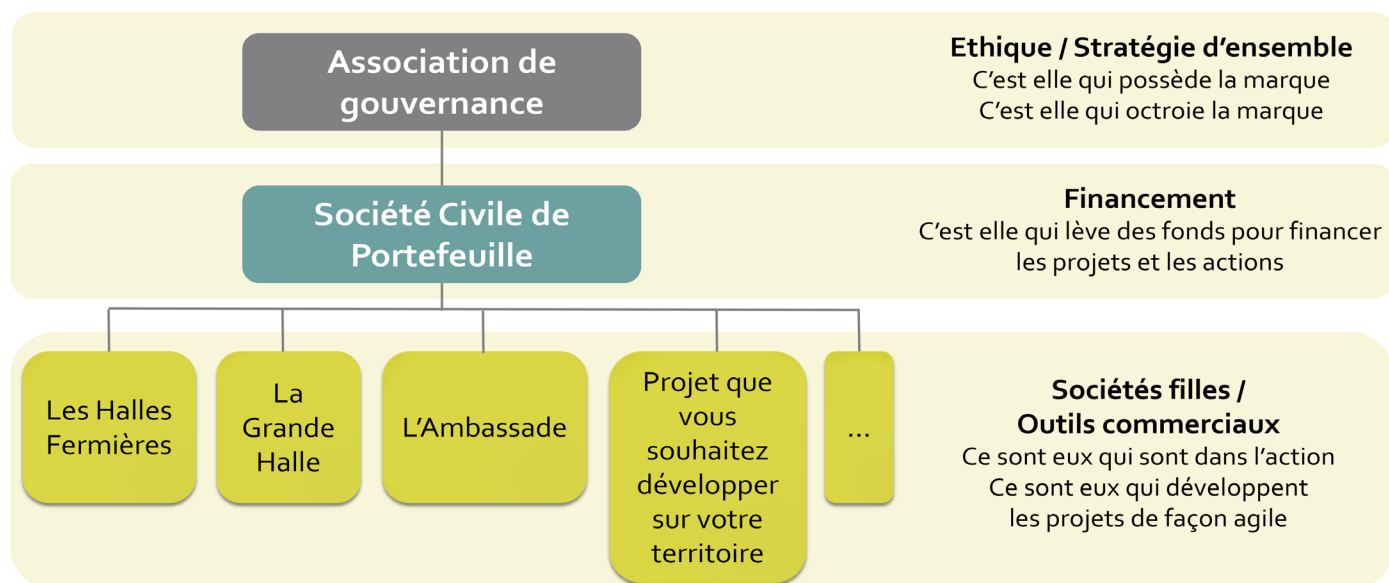 Association de
gouvernance
Ethique / Stratégie d’ensemble
C’est elle qui possède la marque
C’est elle qui octroie la marque
Société Civile de
Portefeuille
Financement
C’est elle qui lève des fonds pour financer
les projets et les actions
Les Halles
Fermières
La
Grande
Halle
L’Ambassade
Projet que
vous
souhaitez
développer
sur votre
territoire
...
Sociétés filles /
Outils commerciaux
Ce sont eux qui sont dans l’action
Ce sont eux qui développent
les projets de façon agile